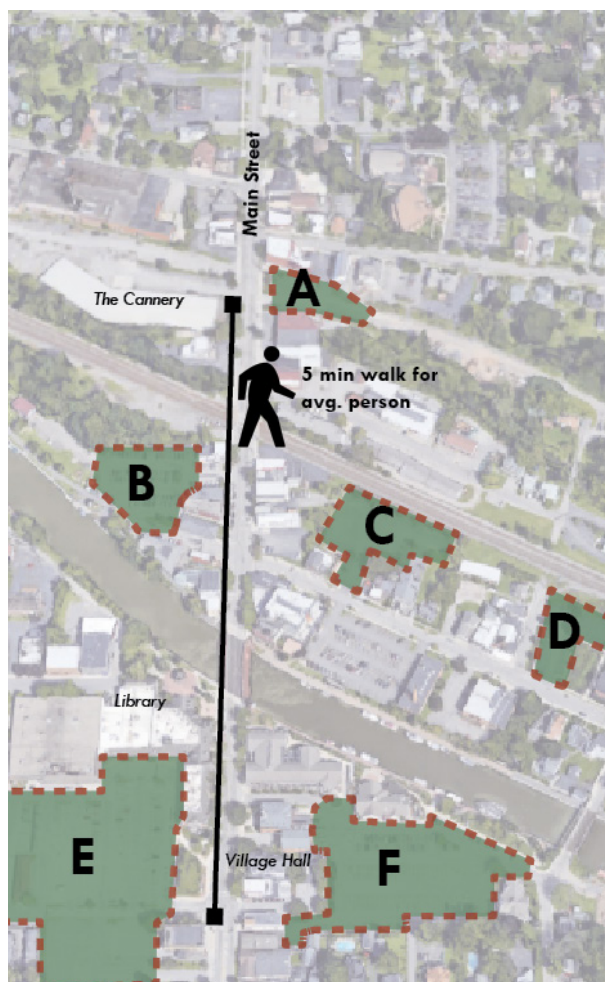 Main Street
The Cannery
A
5 min walk for
avg. person
B
C
D
Library
E
Village Hall
F